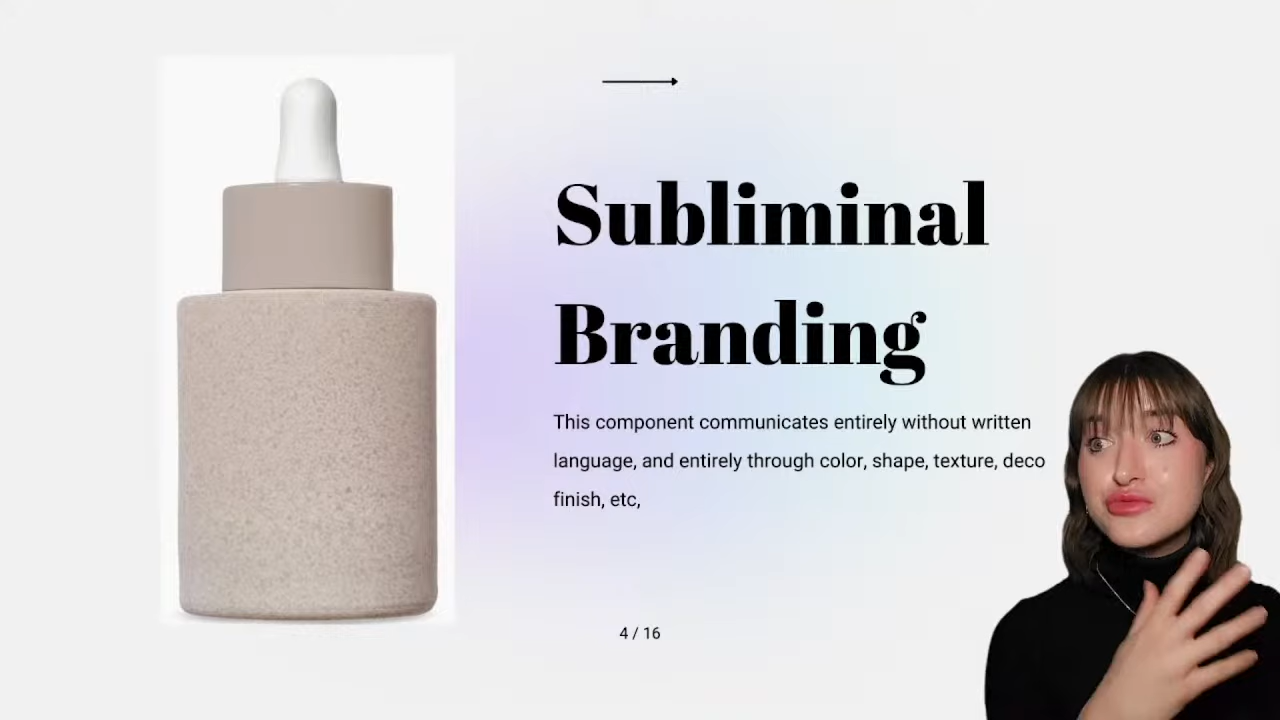 Subliminal
Branding
This component communicates entirely without written
language, and entirely through color, shape, texture, deco
finish, etc,
4 / 16